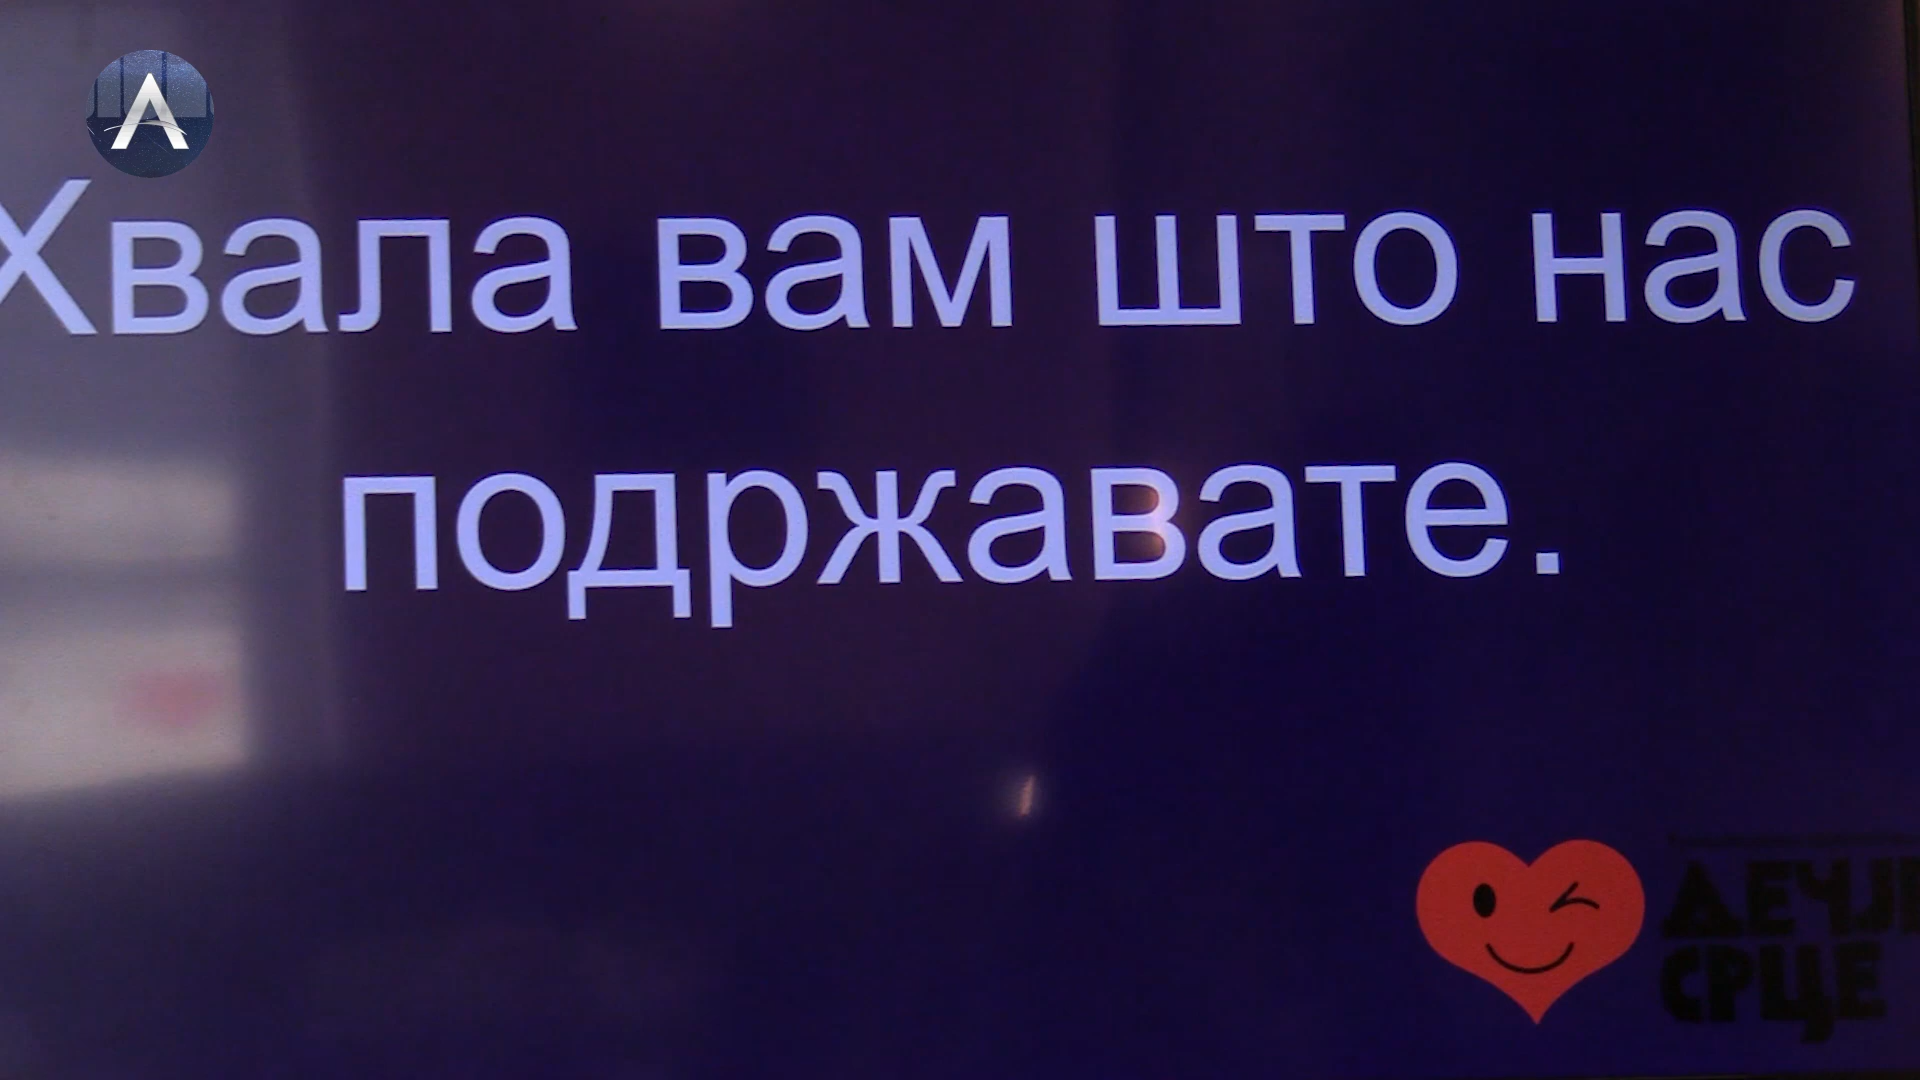 A
Хвала вам што нас
подржавате.
СРЦЕ